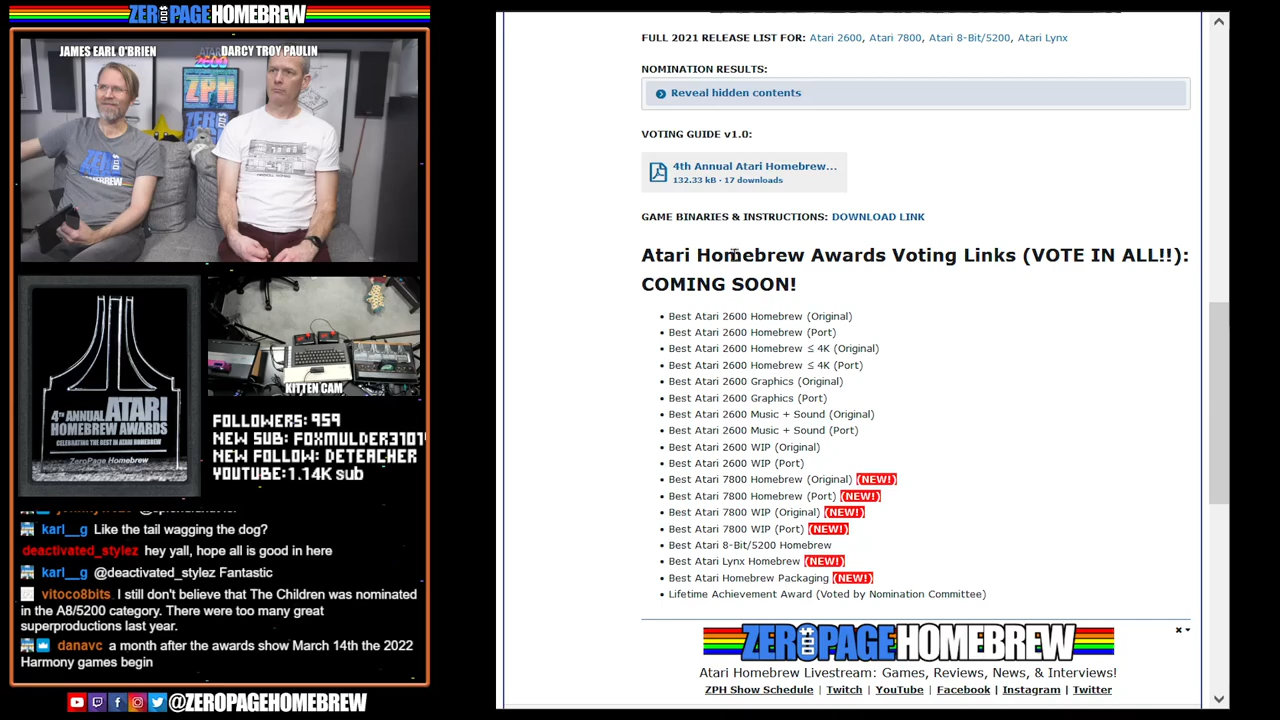 ZEROPAGEHOMEBREW
JAMES EARL O'BRIEN
DARCY TROY PAULIN
2600
ZPH
4TH ANNUAL ATARI
HOMEBREW AWARDS
CELEBRATING THE BEST IN ATARI HOMEBREW
ZeroPage Homebrew
KITTEN CAM
FOLLOWERS: 959
NEW SUB: FOXMULDER3101
NEW FOLLOW: DETEACHER
YOUTUBE: 1.14K sub
karl__g Like the tail wagging the dog?
deactivated_stylez hey yall, hope all is good in here
karl__g @deactivated_stylez Fantastic
vitoco8bits I still don't believe that The Children was nominated
in the A8/5200 category. There were too many great
superproductions last year.
danavc a month after the awards show March 14th the 2022
Harmony games begin
@ZEROPAGEHOMEBREW
FULL 2021 RELEASE LIST FOR: Atari 2600, Atari 7800, Atari 8-Bit/5200, Atari Lynx
NOMINATION RESULTS:
Reveal hidden contents
VOTING GUIDE v1.0:
4th Annual Atari Homebrew...
132.33 kB · 17 downloads
GAME BINARIES & INSTRUCTIONS: DOWNLOAD LINK
Atari Homebrew Awards Voting Links (VOTE IN ALL!!):
COMING SOON!
• Best Atari 2600 Homebrew (Original)
• Best Atari 2600 Homebrew (Port)
• Best Atari 2600 Homebrew ≤ 4K (Original)
• Best Atari 2600 Homebrew ≤ 4K (Port)
• Best Atari 2600 Graphics (Original)
• Best Atari 2600 Graphics (Port)
• Best Atari 2600 Music + Sound (Original)
• Best Atari 2600 Music + Sound (Port)
• Best Atari 2600 WIP (Original)
• Best Atari 2600 WIP (Port)
• Best Atari 7800 Homebrew (Original) (NEW!)
• Best Atari 7800 Homebrew (Port) (NEW!)
• Best Atari 7800 WIP (Original) (NEW!)
• Best Atari 7800 WIP (Port) (NEW!)
• Best Atari 8-Bit/5200 Homebrew
• Best Atari Lynx Homebrew (NEW!)
• Best Atari Homebrew Packaging (NEW!)
• Lifetime Achievement Award (Voted by Nomination Committee)
ZEROPAGEHOMEBREW
Atari Homebrew Livestream: Games, Reviews, News, & Interviews!
ZPH Show Schedule | Twitch | YouTube | Facebook | Instagram | Twitter